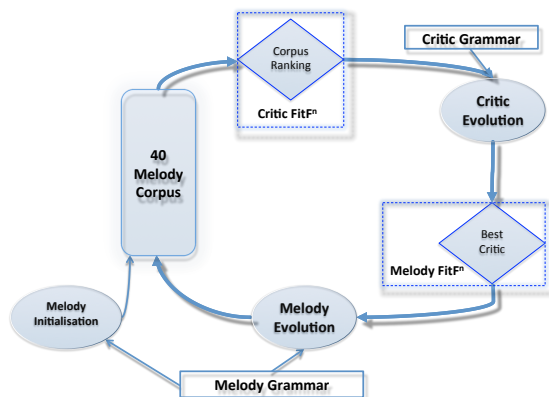 Corpus
Ranking
Critic FitFⁿ
Critic Grammar
Critic
Evolution
40
Melody
Corpus
Best
Critic
Melody FitFⁿ
Melody
Initialisation
Melody
Evolution
Melody Grammar